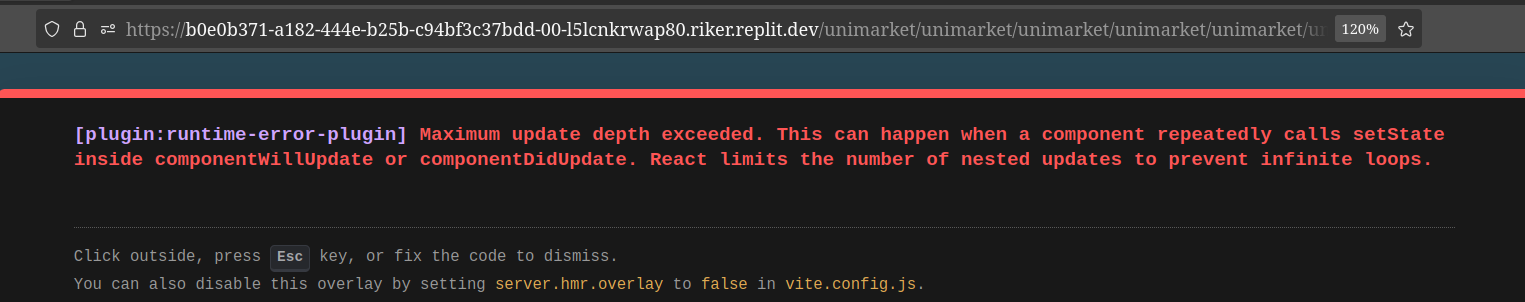 https://b0e0b371-a182-444e-b25b-c94bf3c37bdd-00-l5lcnkrwap80.riker.replit.dev/unimarket/unimarket/unimarket/unimarket/unimarket/un
120%
[plugin:runtime-error-plugin] Maximum update depth exceeded. This can happen when a component repeatedly calls setState
inside componentWillUpdate or componentDidUpdate. React limits the number of nested updates to prevent infinite loops.
Click outside, press Esc key, or fix the code to dismiss.
You can also disable this overlay by setting server.hmr.overlay to false in vite.config.js.